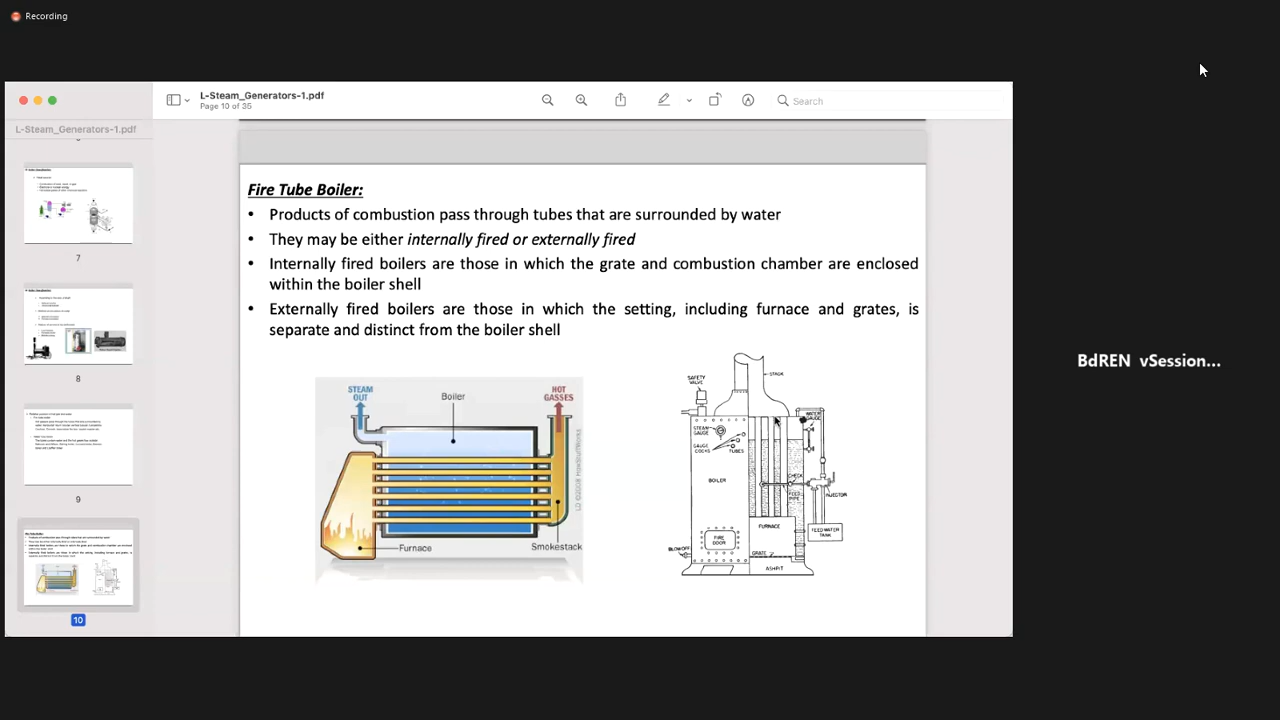 Recording
L-Steam_Generators-1.pdf
Page 10 of 35
Search
L-Steam_Generators-1.pdf
7
8
9
10
Fire Tube Boiler:
• Products of combustion pass through tubes that are surrounded by water
• They may be either internally fired or externally fired
• Internally fired boilers are those in which the grate and combustion chamber are enclosed
within the boiler shell
• Externally fired boilers are those in which the setting, including furnace and grates, is
separate and distinct from the boiler shell
STEAM
OUT
Boiler
HOT
GASSES
Furnace
Smokestack
STACK
SAFETY
VALVE
WATER
GAUGE
STEAM
GAUGE
GAUGE
COCKS
TUBES
BOILER
CHECK
FEED
PIPE
INJECTOR
FURNACE
FEED WATER
TANK
FIRE
DOOR
BLOWOFF
GRATE
ASHPIT
BdREN vSession...